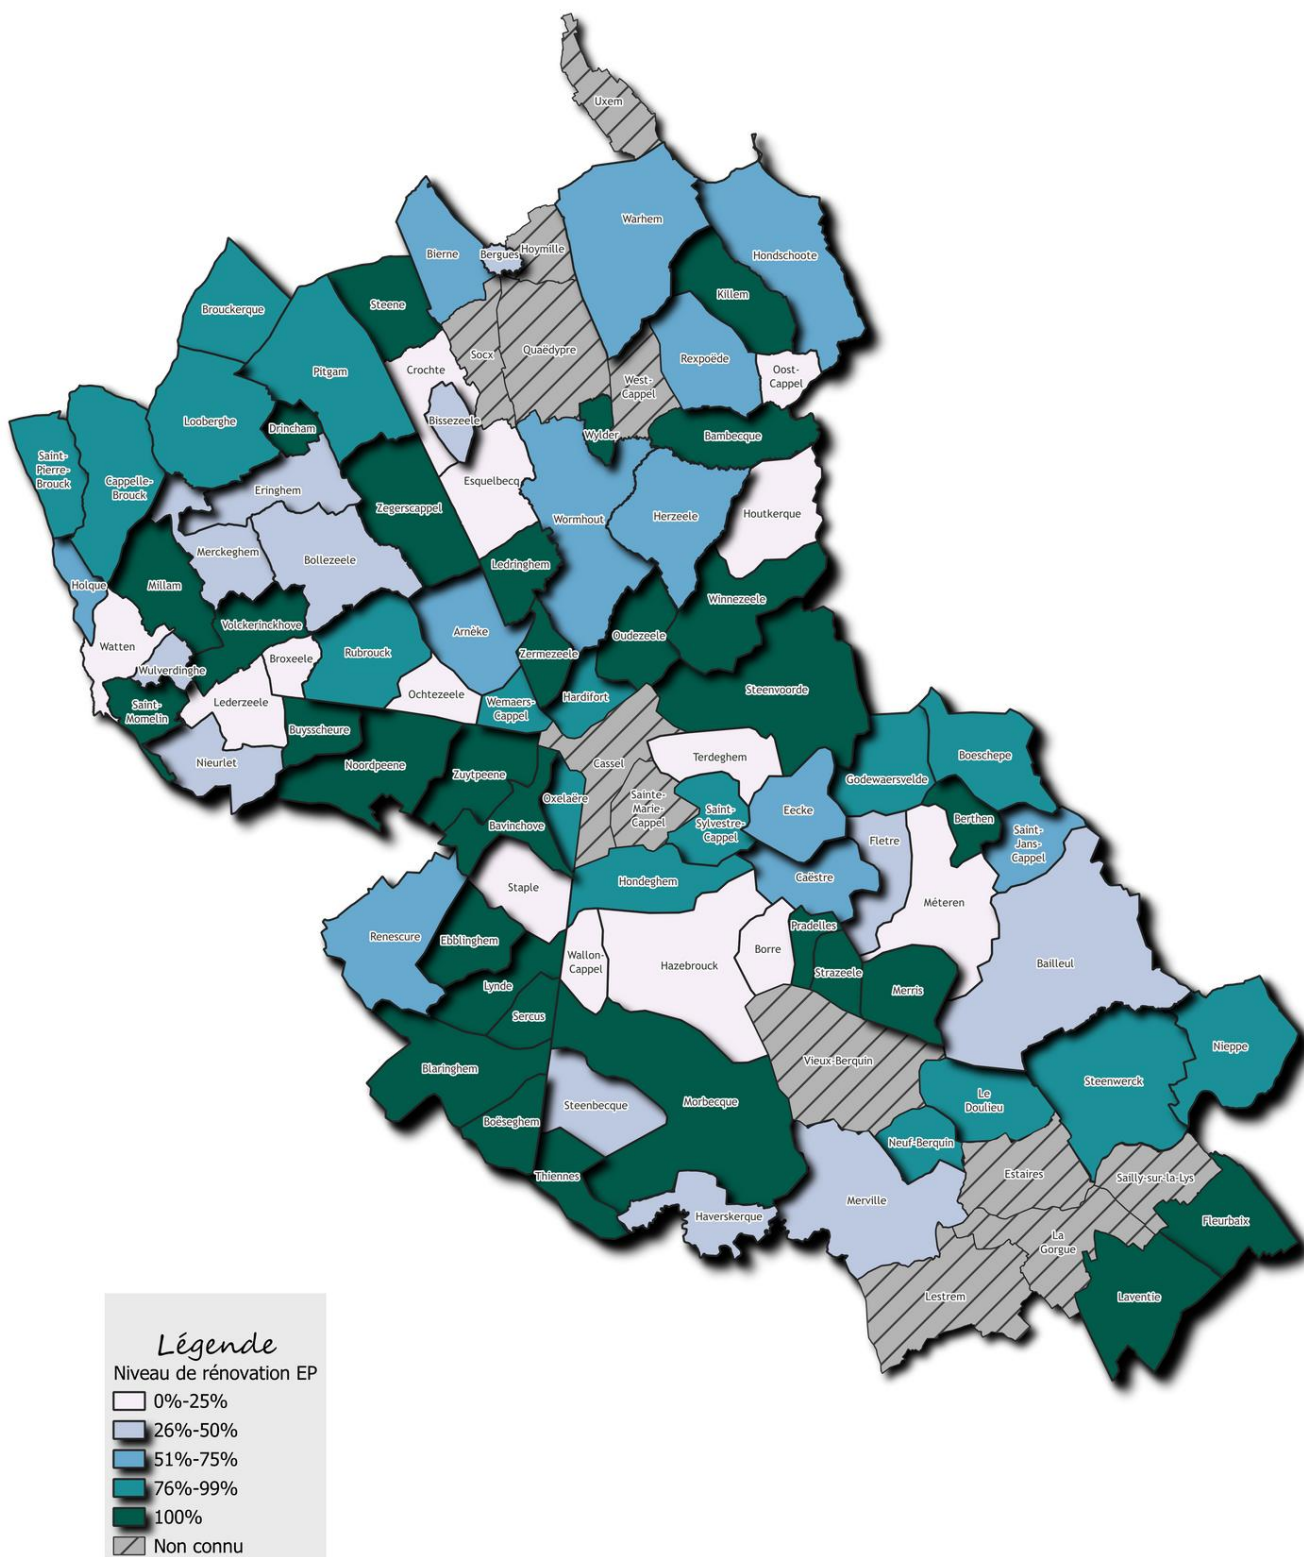 Uxem
Warhem
Hoymille
Bierne
Bergues
Hondschoote
Killem
Steene
Brouckerque
Socx
Quaëdypre
Rexpoëde
West-
Cappel
Oost-
Cappel
Crochte
Pitgam
Bissezeele
Looberghe
Drincham
Wylder
Bambecque
Saint-
Pierre-
Brouck
Cappelle-
Brouck
Eringhem
Zegerscappel
Esquelbecq
Wormhout
Herzeele
Houtkerque
Merckeghem
Bollezeele
Ledringhem
Holque
Millam
Winnezeele
Volckerinckhove
Arnèke
Oudezeele
Watten
Wulverdinghe
Broxeele
Rubrouck
Zermezeele
Steenvoorde
Saint-
Momelin
Lederzeele
Ochtezeele
Wemaers-
Cappel
Hardifort
Buysscheure
Nieurlet
Noordpeene
Zuytpeene
Cassel
Terdeghem
Godewaersvelde
Boeschepe
Oxelaëre
Sainte-
Marie-
Cappel
Saint-
Sylvestre-
Cappel
Eecke
Bavinchove
Berthen
Fletre
Saint-
Jans-
Cappel
Staple
Hondeghem
Caëstre
Méteren
Renescure
Ebblinghem
Wallon-
Cappel
Hazebrouck
Borre
Pradelles
Strazeele
Merris
Bailleul
Lynde
Sercus
Blaringhem
Vieux-Berquin
Nieppe
Steenwerck
Boëseghem
Steenbecque
Morbecque
Le
Doulieu
Neuf-Berquin
Thiennes
Estaires
Sailly-sur-la-Lys
Haverskerque
Merville
Fleurbaix
La
Gorgue
Lestrem
Laventie
Légende
Niveau de rénovation EP
0%-25%
26%-50%
51%-75%
76%-99%
100%
Non connu